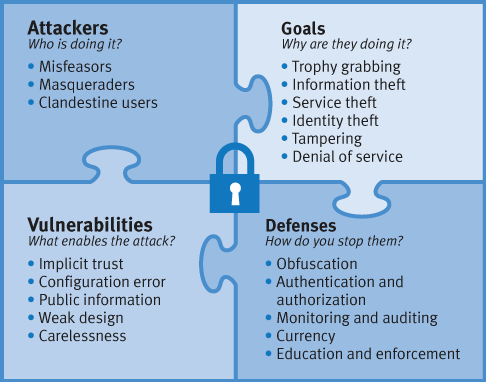 Attackers
Who is doing it?
• Misfeasors
• Masqueraders
• Clandestine users
Goals
Why are they doing it?
• Trophy grabbing
• Information theft
• Service theft
• Identity theft
• Tampering
• Denial of service
Vulnerabilities
What enables the attack?
• Implicit trust
• Configuration error
• Public information
• Weak design
• Carelessness
Defenses
How do you stop them?
• Obfuscation
• Authentication and
authorization
• Monitoring and auditing
• Currency
• Education and enforcement